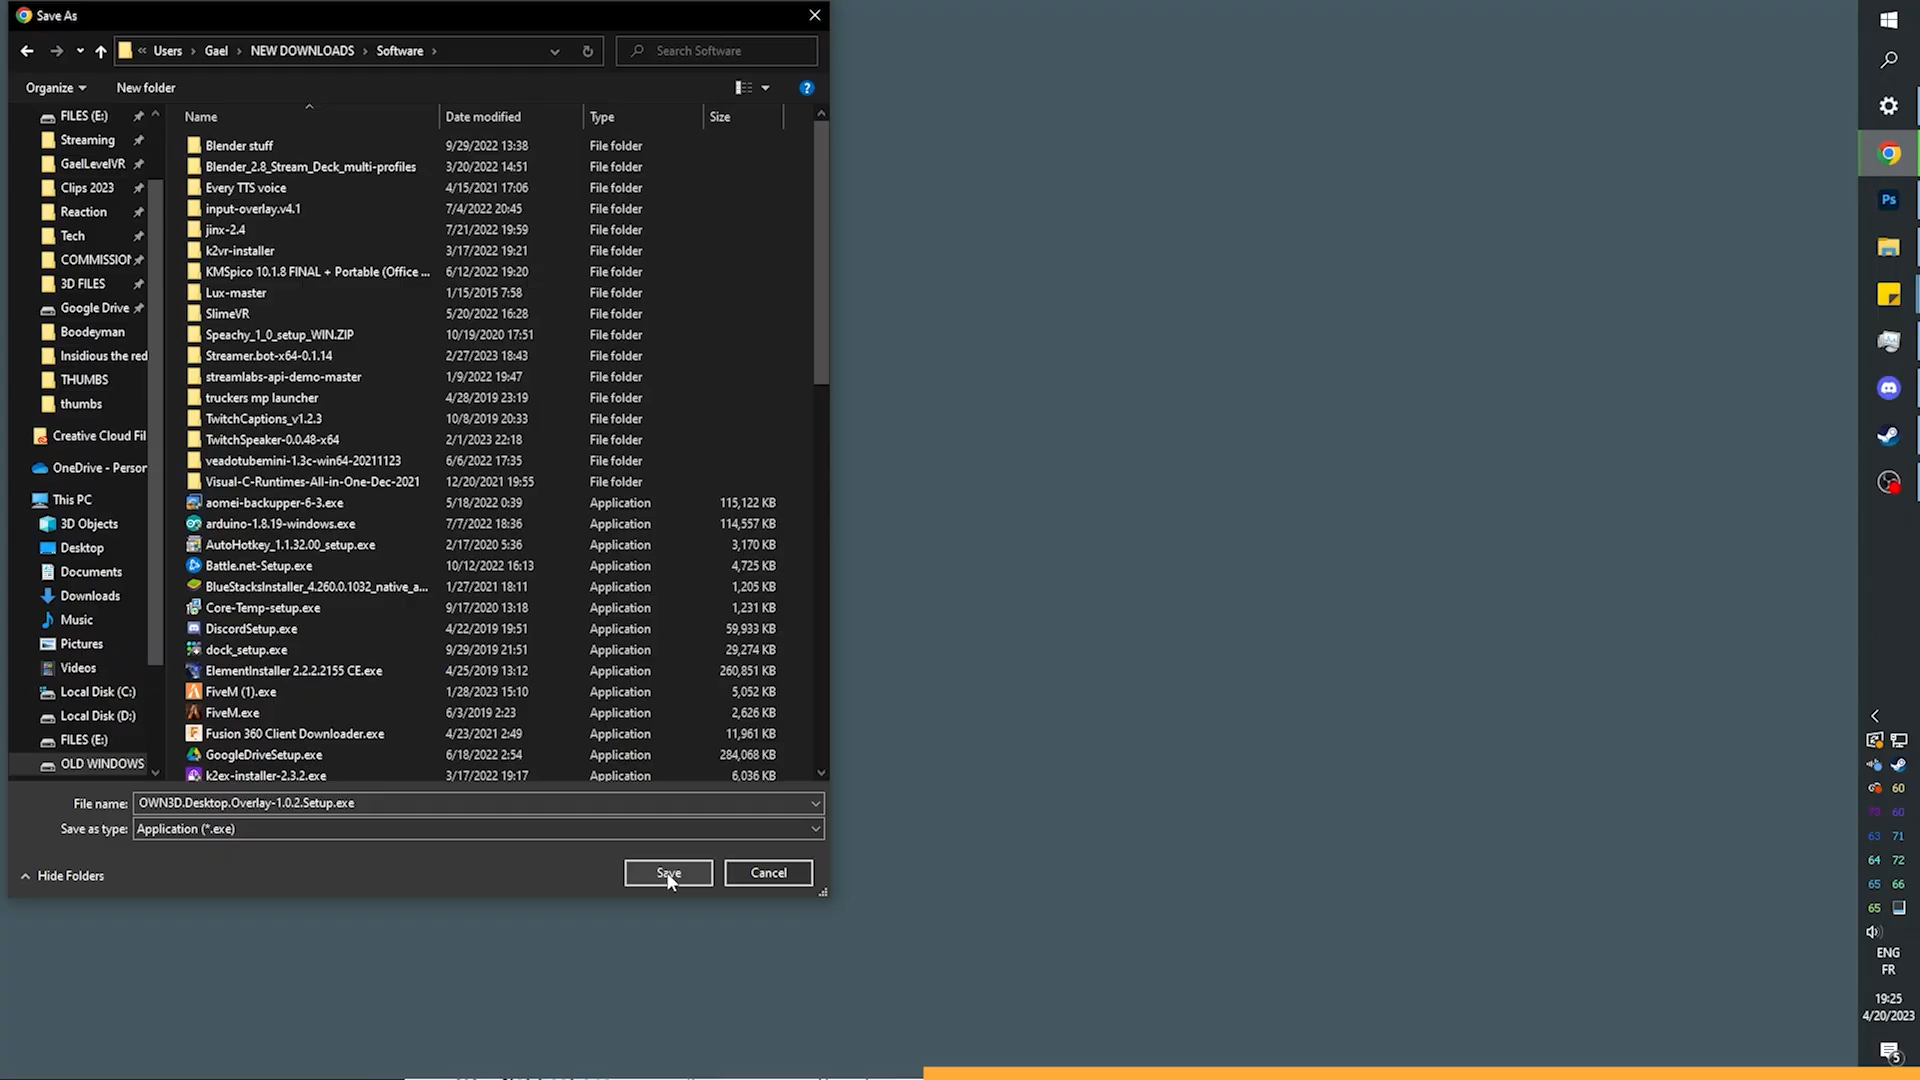 Save As
« Users › Gael › NEW DOWNLOADS › Software ›
Search Software
Organize
New folder
FILES (E:)
Streaming
GaelLevelVR
Clips 2023
Reaction
Tech
COMMISSION
3D FILES
Google Drive
Boodeyman
Insidious the red
THUMBS
thumbs
Creative Cloud Fil
OneDrive - Person
This PC
3D Objects
Desktop
Documents
Downloads
Music
Pictures
Videos
Local Disk (C:)
Local Disk (D:)
FILES (E:)
OLD WINDOWS
Name Date modified Type Size
Blender stuff 9/29/2022 13:38 File folder
Blender_2.8_Stream_Deck_multi-profiles 3/20/2022 14:51 File folder
Every TTS voice 4/15/2021 17:06 File folder
input-overlay.v4.1 7/4/2022 20:45 File folder
jinx-2.4 7/21/2022 19:59 File folder
k2vr-installer 3/17/2022 19:21 File folder
KMSpico 10.1.8 FINAL + Portable (Office ... 6/12/2022 19:20 File folder
Lux-master 1/15/2015 7:58 File folder
SlimeVR 5/20/2022 16:28 File folder
Speachy_1_0_setup_WIN.ZIP 10/19/2020 17:51 File folder
Streamer.bot-x64-0.1.14 2/27/2023 18:43 File folder
streamlabs-api-demo-master 1/9/2022 19:47 File folder
truckers mp launcher 4/28/2019 23:19 File folder
TwitchCaptions_v1.2.3 10/8/2019 20:33 File folder
TwitchSpeaker-0.0.48-x64 2/1/2023 22:18 File folder
veadotubemini-1.3c-win64-20211123 6/6/2022 17:35 File folder
Visual-C-Runtimes-All-in-One-Dec-2021 12/20/2021 19:55 File folder
aomei-backupper-6-3.exe 5/18/2022 0:39 Application 115,122 KB
arduino-1.8.19-windows.exe 7/7/2022 18:36 Application 114,557 KB
AutoHotkey_1.1.32.00_setup.exe 2/17/2020 5:36 Application 3,170 KB
Battle.net-Setup.exe 10/12/2022 16:13 Application 4,725 KB
BlueStacksInstaller_4.260.0.1032_native_a... 1/27/2021 18:11 Application 1,205 KB
Core-Temp-setup.exe 9/17/2020 13:18 Application 1,231 KB
DiscordSetup.exe 4/22/2019 19:51 Application 59,933 KB
dock_setup.exe 9/29/2019 21:51 Application 29,274 KB
ElementInstaller 2.2.2.2155 CE.exe 4/25/2019 13:12 Application 260,851 KB
FiveM (1).exe 1/28/2023 15:10 Application 5,052 KB
FiveM.exe 6/3/2019 2:23 Application 2,626 KB
Fusion 360 Client Downloader.exe 4/23/2021 2:49 Application 11,961 KB
GoogleDriveSetup.exe 6/18/2022 2:54 Application 284,068 KB
k2ex-installer-2.3.2.exe 3/17/2022 19:17 Application 6,036 KB
File name: OWN3D.Desktop.Overlay-1.0.2.Setup.exe
Save as type: Application (*.exe)
Hide Folders
Save
Cancel
Ps
60
60
63 71
64 72
65 66
65
ENG
FR
19:25
4/20/2023
5